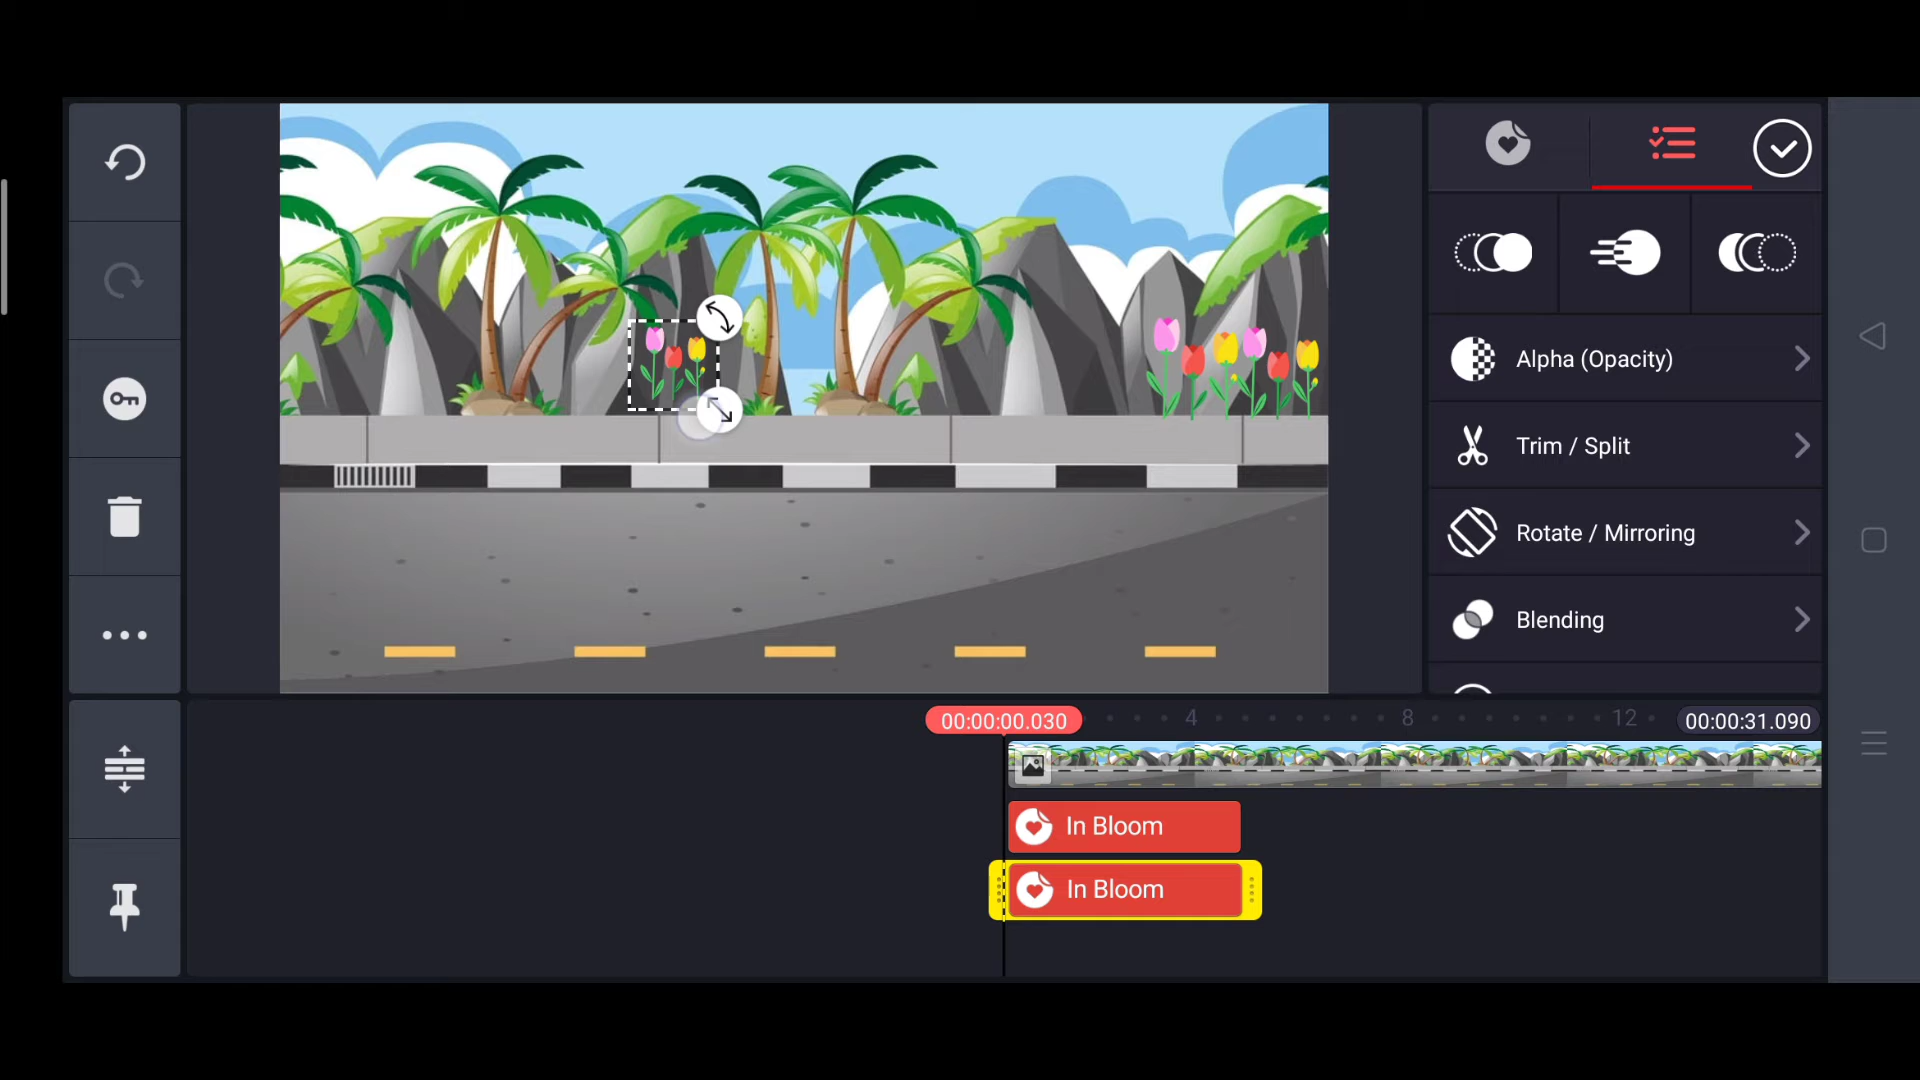 Alpha (Opacity)
Trim / Split
Rotate / Mirroring
Blending
00:00:00.030
4
8
12
00:00:31.090
In Bloom
In Bloom